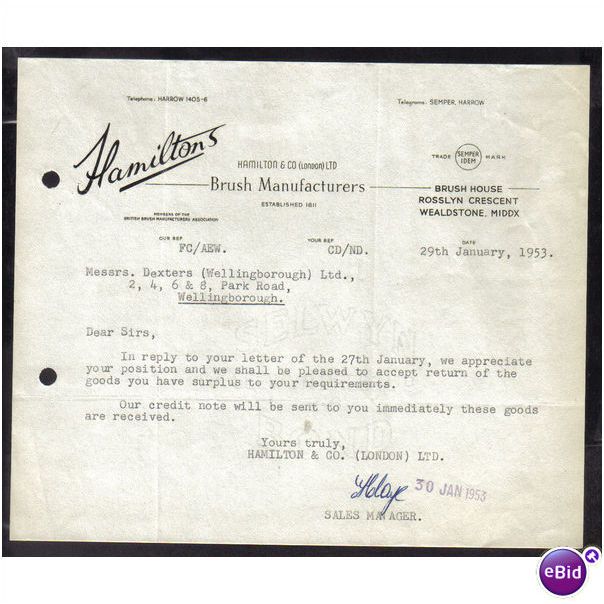 Telephone: HARROW 1405-6
Telegrams: SEMPER, HARROW
Hamiltons
HAMILTON & CO (London) LTD
TRADE SEMPER IDEM MARK
Brush Manufacturers
ESTABLISHED 1811
BRUSH HOUSE
ROSSLYN CRESCENT
WEALDSTONE, MIDDX
MEMBERS OF THE
BRITISH BRUSH MANUFACTURERS ASSOCIATION
OUR REF
YOUR REF
DATE
FC/AEW.
CD/ND.
29th January, 1953.
Messrs. Dexters (Wellingborough) Ltd.,
2, 4, 6 & 8, Park Road,
Wellingborough.
Dear Sirs,
In reply to your letter of the 27th January, we appreciate
your position and we shall be pleased to accept return of the
goods you have surplus to your requirements.
Our credit note will be sent to you immediately these goods
are received.
Yours truly,
HAMILTON & CO. (LONDON) LTD.
30 JAN 1953
SALES MANAGER.
eBid